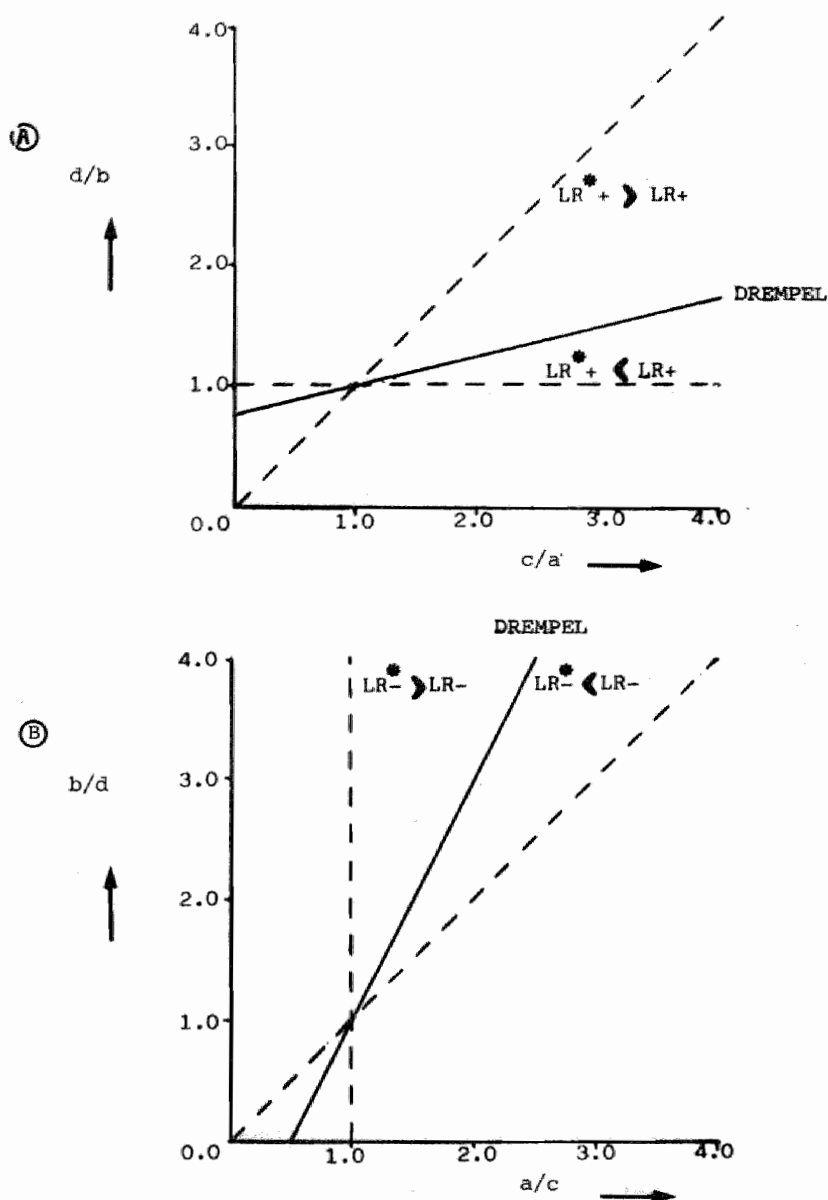 4.0
Ⓐ
3.0
d/b
LR*+ > LR+
2.0
DREMPEL
LR*+ < LR+
1.0
0.0 1.0 2.0 3.0 4.0
c/a
DREMPEL
4.0
LR*- > LR- LR*- < LR-
Ⓑ
3.0
b/d
2.0
1.0
0.0 1.0 2.0 3.0 4.0
a/c